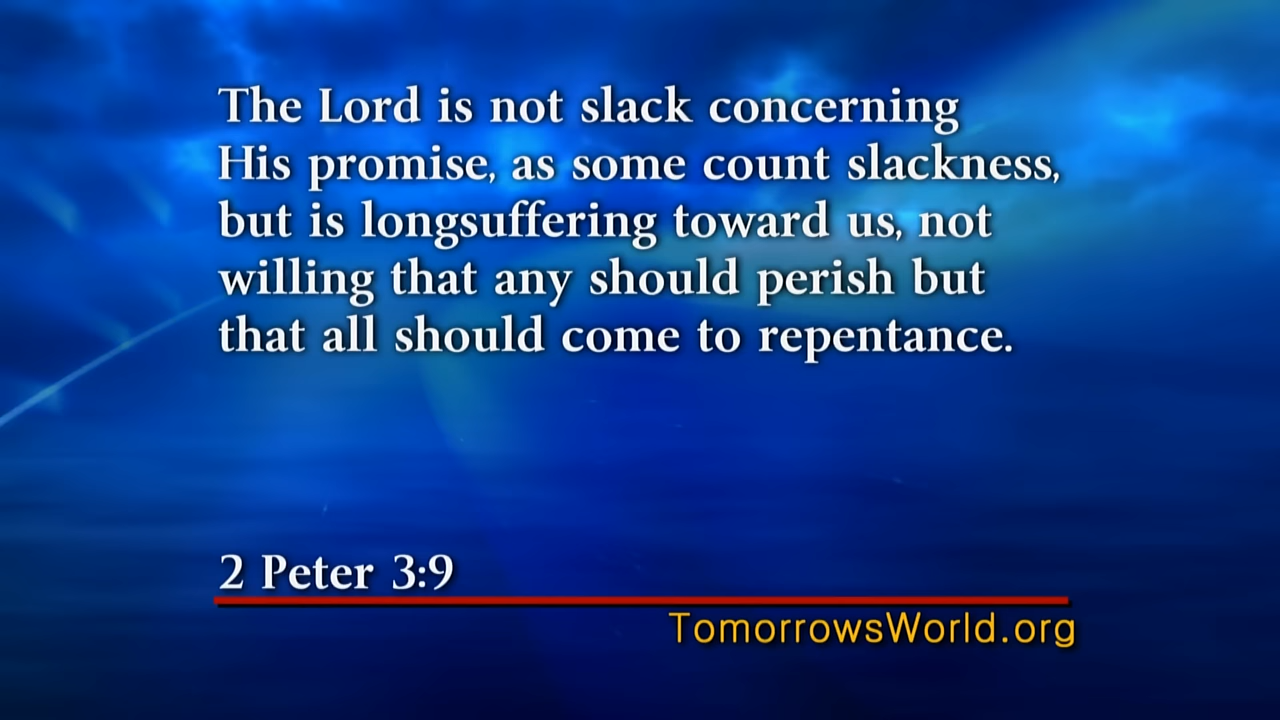 The Lord is not slack concerning
His promise, as some count slackness,
but is longsuffering toward us, not
willing that any should perish but
that all should come to repentance.
2 Peter 3:9
TomorrowsWorld.org